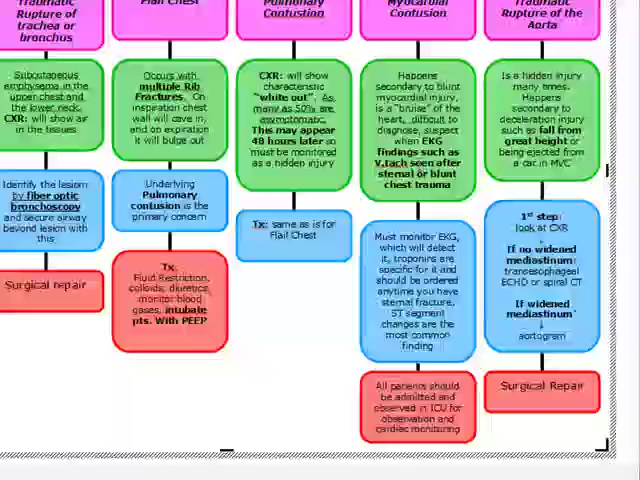 Traumatic
Rupture of
trachea or
bronchus
Subcutaneous
emphysema in the
upper chest and
the lower neck.
CXR: will show air
in the tissues
Identify the lesion
by fiber optic
bronchoscopy
and secure airway
beyond lesion with
this
Surgical repair
Flail Chest
Occurs with
multiple Rib
Fractures. On
inspiration chest
wall will cave in,
and on expiration
it will bulge out
Underlying
Pulmonary
contusion is the
primary concern
Tx:
Fluid Restriction,
colloids, diuretics,
monitor blood
gases, intubate
pts. With PEEP
Pulmonary
Contustion
CXR: will show
characteristic
"white out". As
many as 50% are
asymptomatic.
This may appear
48 hours later so
must be monitored
as a hidden injury
Tx: same as is for
Flail Chest
Myocardial
Contusion
Happens
secondary to blunt
myocardial injury,
is a "bruise" of the
heart, difficult to
diagnose, suspect
when EKG
findings such as
V.tach seen after
sternal or blunt
chest trauma
Must monitor EKG,
which will detect
it, troponins are
specific for it and
should be ordered
anytime you have
sternal fracture,
ST segment
changes are the
most common
finding
All patients should
be admitted and
observed in ICU for
observation and
cardiac monitoring
Traumatic
Rupture of the
Aorta
Is a hidden injury
many times.
Happens
secondary to
deceleration injury
such as fall from
great height or
being ejected from
a car in MVC
1st step:
look at CXR
If no widened
mediastinum:
transesophageal
ECHO or spiral CT
If widened
mediastinum
↓
aortogram
Surgical Repair